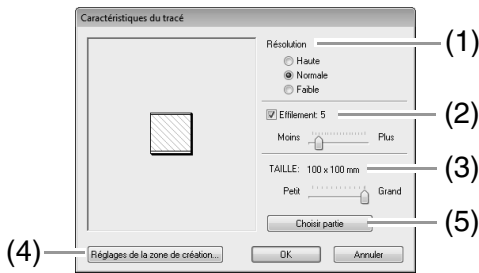 Caractéristiques du tracé
Résolution
(1)
Haute
Normale
Faible
Effilement: 5
(2)
Moins
Plus
TAILLE: 100 x 100 mm
(3)
Petit
Grand
Choisir partie
(5)
(4)
Réglages de la zone de création...
OK
Annuler